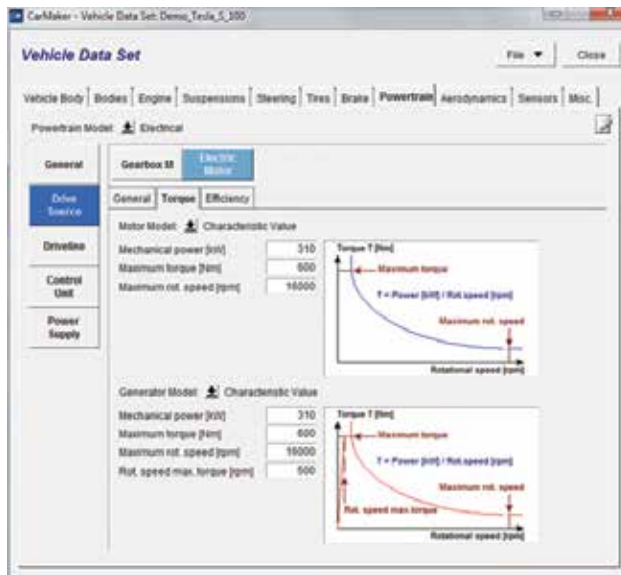 CarMaker - Vehicle Data Set: Demo_Tesla_S_100
Vehicle Data Set
File ▼ Close
Vehicle Body Bodies Engine Suspensions Steering Tires Brake Powertrain Aerodynamics Sensors Misc.
Powertrain Model: Electrical
General
Gearbox M Electric Motor
Drive Source
General Torque Efficiency
Motor Model: Characteristic Value
Driveline
Mechanical power [kW] 310
Maximum torque [Nm] 600
Maximum rot. speed [rpm] 16000
Control Unit
Power Supply
Torque T [Nm]
Maximum torque
T = Power [kW] / Rot.speed [rpm]
Maximum rot. speed
Rotational speed [rpm]
Generator Model: Characteristic Value
Mechanical power [kW] 310
Maximum torque [Nm] 600
Maximum rot. speed [rpm] 16000
Rot. speed max. torque [rpm] 500
Torque T [Nm]
Maximum torque
T = Power [kW] / Rot.speed [rpm]
Maximum rot. speed
Rot. speed max.torque
Rotational speed [rpm]